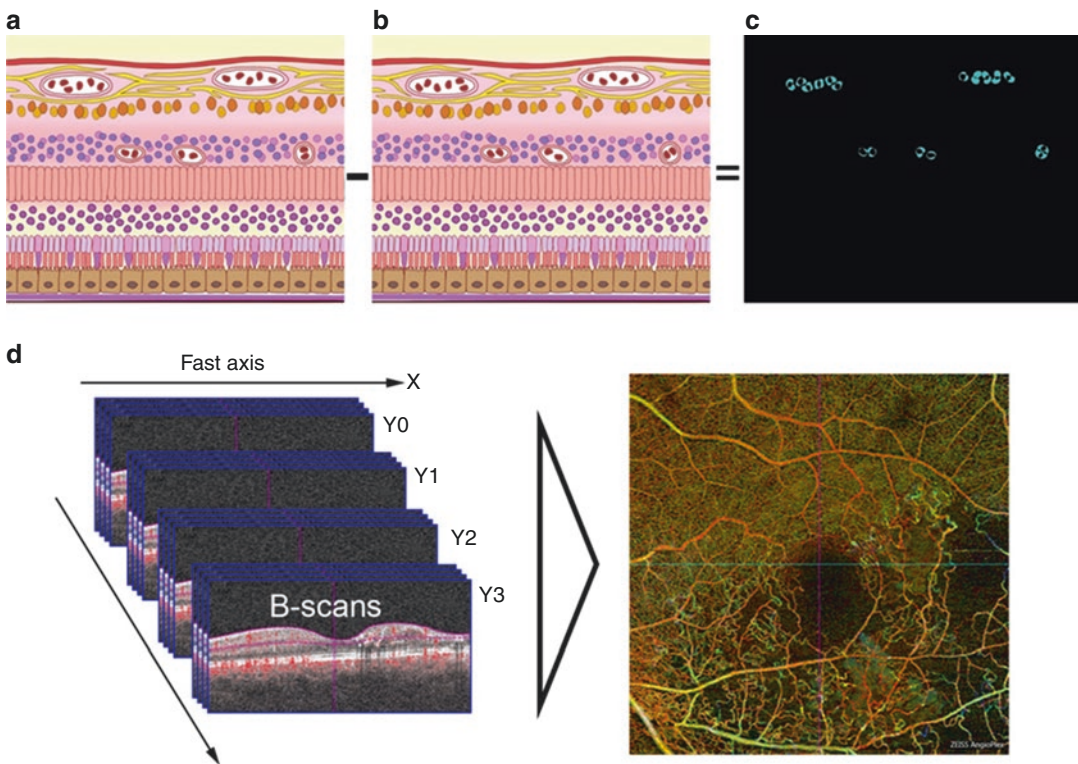 a
b
c
d
Fast axis
X
Y0
Y1
Y2
Y3
B-scans
ZEISS AngioPlex